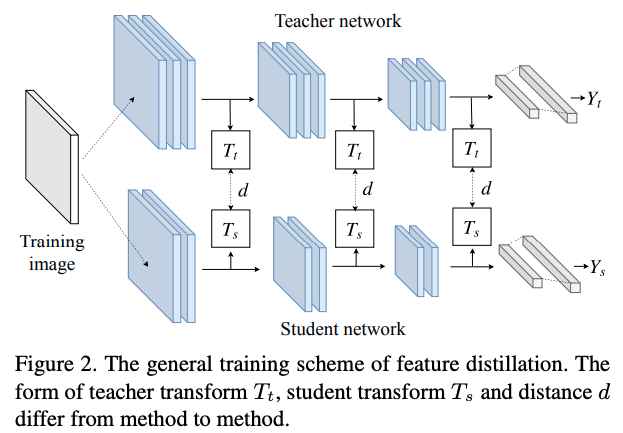 Teacher network
Y_t
T_t T_t T_t
d d d
T_s T_s T_s
Training
image
Y_s
Student network
Figure 2. The general training scheme of feature distillation. The
form of teacher transform T_t, student transform T_s and distance d
differ from method to method.